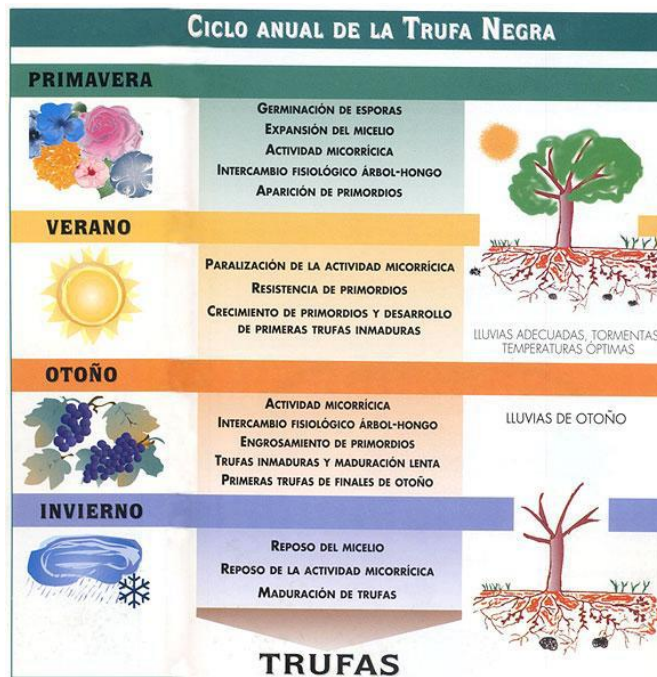 CICLO ANUAL DE LA TRUFA NEGRA
PRIMAVERA
GERMINACIÓN DE ESPORAS
EXPANSIÓN DEL MICELIO
ACTIVIDAD MICORRÍCICA
INTERCAMBIO FISIOLÓGICO ÁRBOL-HONGO
APARICIÓN DE PRIMORDIOS
VERANO
PARALIZACIÓN DE LA ACTIVIDAD MICORRÍCICA
RESISTENCIA DE PRIMORDIOS
CRECIMIENTO DE PRIMORDIOS Y DESARROLLO
DE PRIMERAS TRUFAS INMADURAS
LLUVIAS ADECUADAS, TORMENTAS
TEMPERATURAS ÓPTIMAS
OTOÑO
ACTIVIDAD MICORRÍCICA
INTERCAMBIO FISIOLÓGICO ÁRBOL-HONGO
ENGROSAMIENTO DE PRIMORDIOS
TRUFAS INMADURAS Y MADURACIÓN LENTA
PRIMERAS TRUFAS DE FINALES DE OTOÑO
LLUVIAS DE OTOÑO
INVIERNO
REPOSO DEL MICELIO
REPOSO DE LA ACTIVIDAD MICORRÍCICA
MADURACIÓN DE TRUFAS
TRUFAS